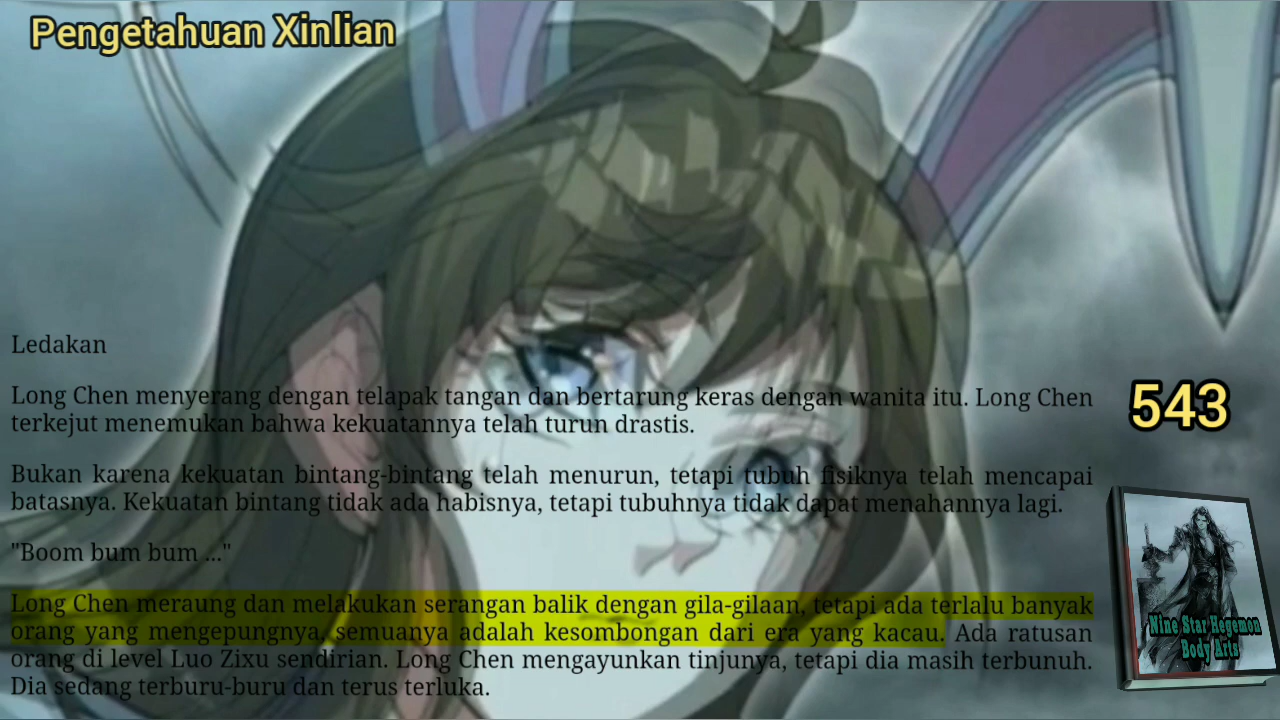 Pengetahuan Xinlian
Ledakan
Long Chen menyerang dengan telapak tangan dan bertarung keras dengan wanita itu. Long Chen
terkejut menemukan bahwa kekuatannya telah turun drastis.
Bukan karena kekuatan bintang-bintang telah menurun, tetapi tubuh fisiknya telah mencapai
batasnya. Kekuatan bintang tidak ada habisnya, tetapi tubuhnya tidak dapat menahannya lagi.
"Boom bum bum ..."
Long Chen meraung dan melakukan serangan balik dengan gila-gilaan, tetapi ada terlalu banyak
orang yang mengepungnya, semuanya adalah kesombongan dari era yang kacau. Ada ratusan
orang di level Luo Zixu sendirian. Long Chen mengayunkan tinjunya, tetapi dia masih terbunuh.
Dia sedang terburu-buru dan terus terluka.
543
Nine Star Hegemon
Body Arts